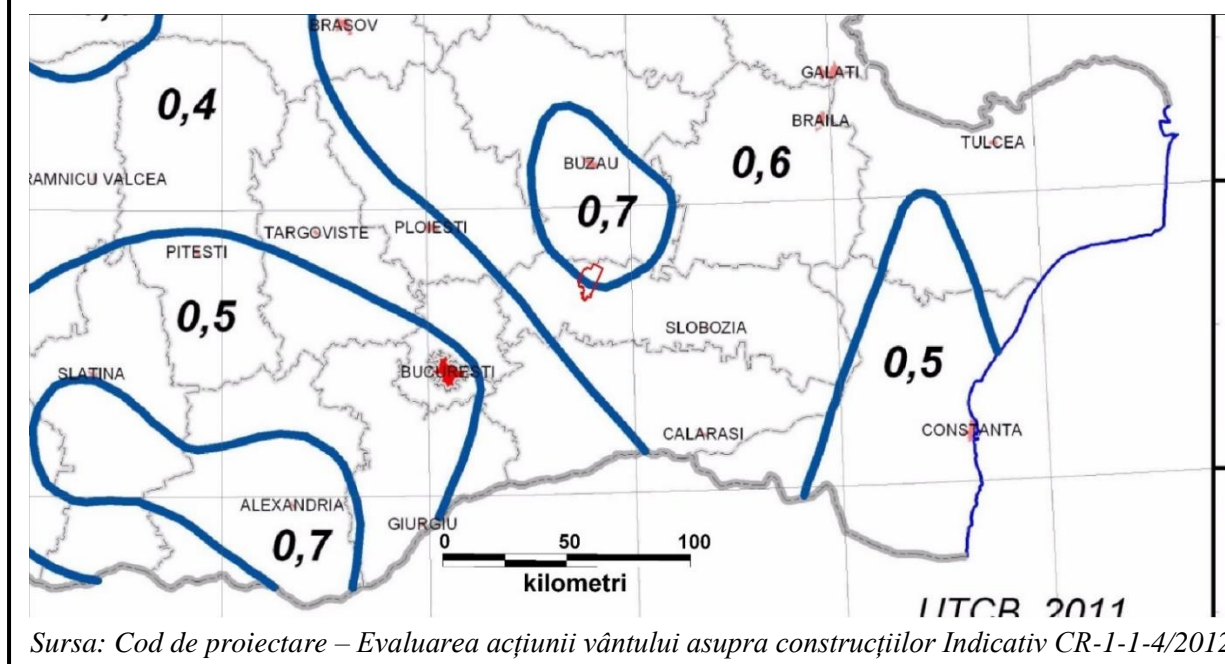 BRASOV
GALATI
0,4
BRAILA
TULCEA
BUZAU
0,6
RAMNICU VALCEA
0,7
TARGOVISTE
PLOIESTI
PITESTI
0,5
SLOBOZIA
0,5
SLATINA
BUCURESTI
CONSTANTA
CALARASI
ALEXANDRIA
GIURGIU
0,7
0 50 100
kilometri
UTCB 2011
Sursa: Cod de proiectare – Evaluarea acțiunii vântului asupra construcțiilor Indicativ CR-1-1-4/2012